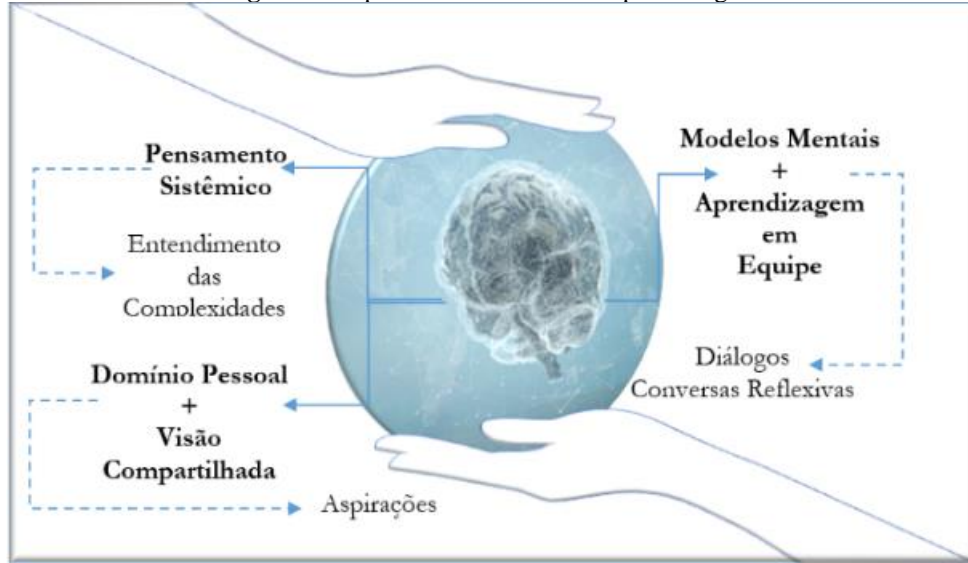 Pensamento
Sistêmico
Entendimento
das
Complexidades
Domínio Pessoal
+
Visão
Compartilhada
Aspirações
Modelos Mentais
+
Aprendizagem
em
Equipe
Diálogos
Conversas Reflexivas